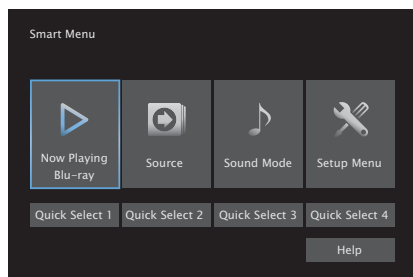 Smart Menu
Now Playing
Blu-ray
Source
Sound Mode
Setup Menu
Quick Select 1
Quick Select 2
Quick Select 3
Quick Select 4
Help